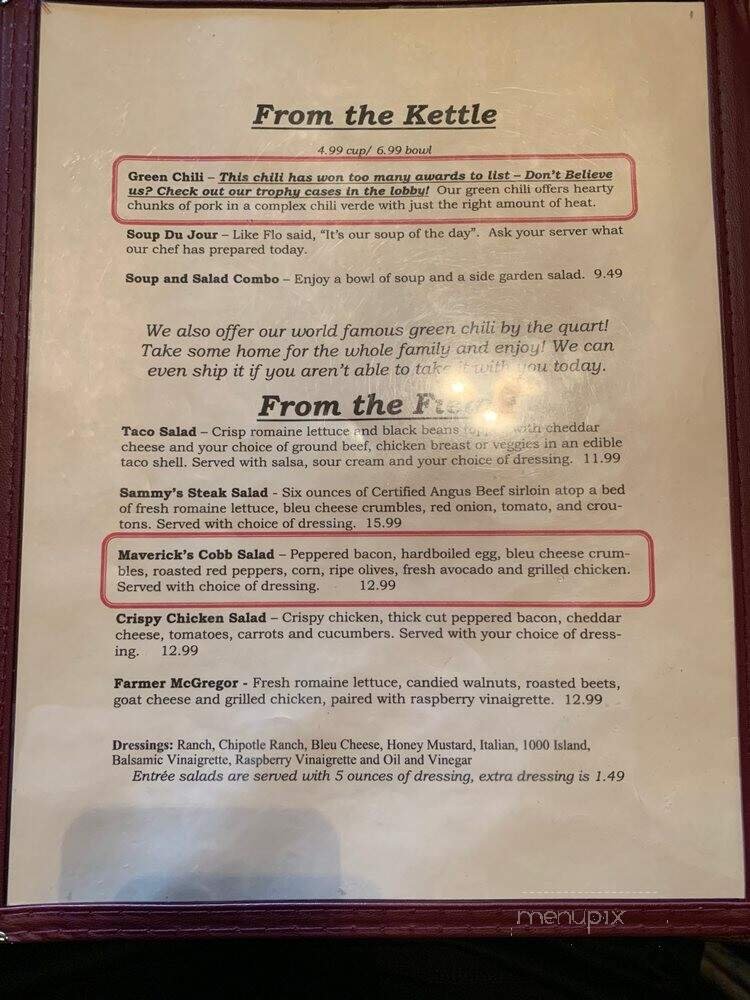 From the Kettle
4.99 cup/ 6.99 bowl
Green Chili – This chili has won too many awards to list – Don't Believe
us? Check out our trophy cases in the lobby! Our green chili offers hearty
chunks of pork in a complex chili verde with just the right amount of heat.
Soup Du Jour – Like Flo said, "It's our soup of the day". Ask your server what
our chef has prepared today.
Soup and Salad Combo – Enjoy a bowl of soup and a side garden salad. 9.49
We also offer our world famous green chili by the quart!
Take some home for the whole family and enjoy! We can
even ship it if you aren't able to take it with you today.
From the
Taco Salad – Crisp romaine lettuce and black beans with cheddar
cheese and your choice of ground beef, chicken breast or veggies in an edible
taco shell. Served with salsa, sour cream and your choice of dressing. 11.99
Sammy's Steak Salad - Six ounces of Certified Angus Beef sirloin atop a bed
of fresh romaine lettuce, bleu cheese crumbles, red onion, tomato, and crou-
tons. Served with choice of dressing. 15.99
Maverick's Cobb Salad – Peppered bacon, hardboiled egg, bleu cheese crum-
bles, roasted red peppers, corn, ripe olives, fresh avocado and grilled chicken.
Served with choice of dressing. 12.99
Crispy Chicken Salad – Crispy chicken, thick cut peppered bacon, cheddar
cheese, tomatoes, carrots and cucumbers. Served with your choice of dress-
ing. 12.99
Farmer McGregor - Fresh romaine lettuce, candied walnuts, roasted beets,
goat cheese and grilled chicken, paired with raspberry vinaigrette. 12.99
Dressings: Ranch, Chipotle Ranch, Bleu Cheese, Honey Mustard, Italian, 1000 Island,
Balsamic Vinaigrette, Raspberry Vinaigrette and Oil and Vinegar
Entrée salads are served with 5 ounces of dressing, extra dressing is 1.49
menupix